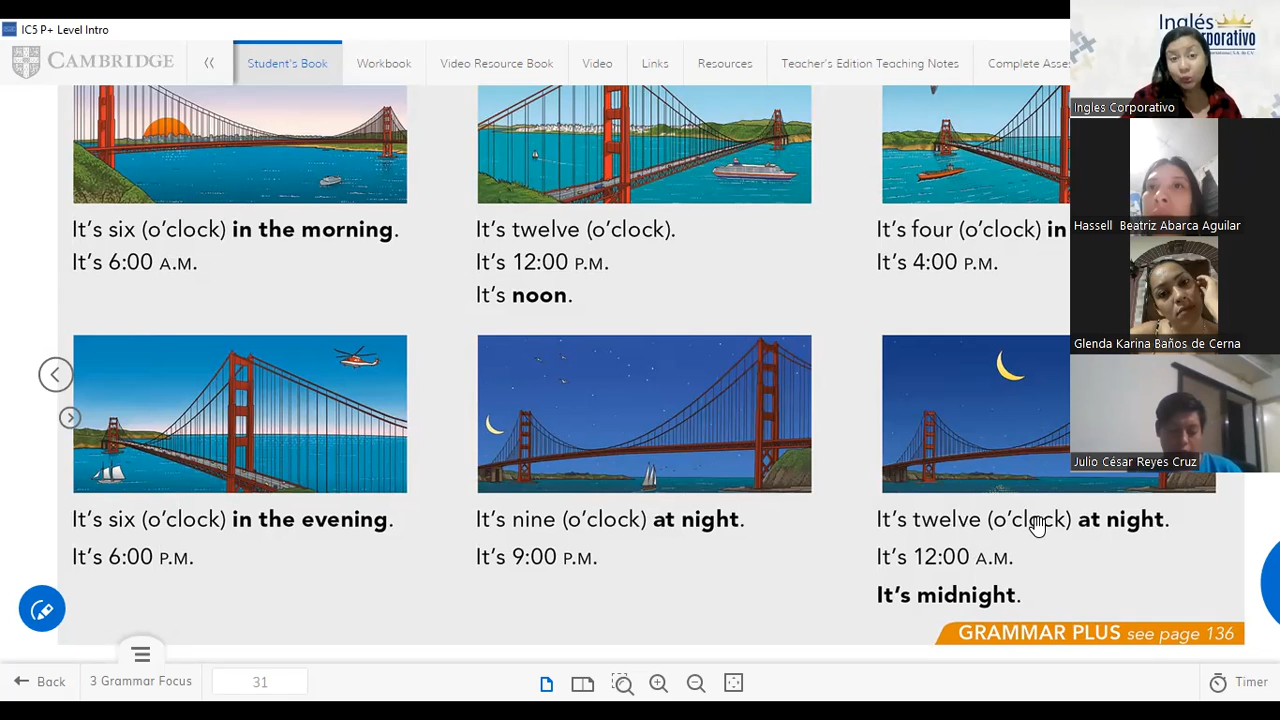 IC5 P+ Level Intro
CAMBRIDGE
Student's Book
Workbook
Video Resource
Video
Links
Resources
Teacher's Edition Teaching Notes
Complete
Inglés
Corporativo
Ingles Corporativo
Hassell Beatriz Abarca Aguilar
Glenda Karina Baños de Cerna
Julio César Reyes Cruz
It's six (o'clock) in the morning.
It's 6:00 A.M.
It's twelve (o'clock).
It's 12:00 P.M.
It's noon.
It's four (o'clock) in
It's 4:00 P.M.
It's six (o'clock) in the evening.
It's 6:00 P.M.
It's nine (o'clock) at night.
It's 9:00 P.M.
It's twelve (o'clock) at night.
It's 12:00 A.M.
It's midnight.
GRAMMAR PLUS see page 136
Back
3 Grammar Focus
31
Timer